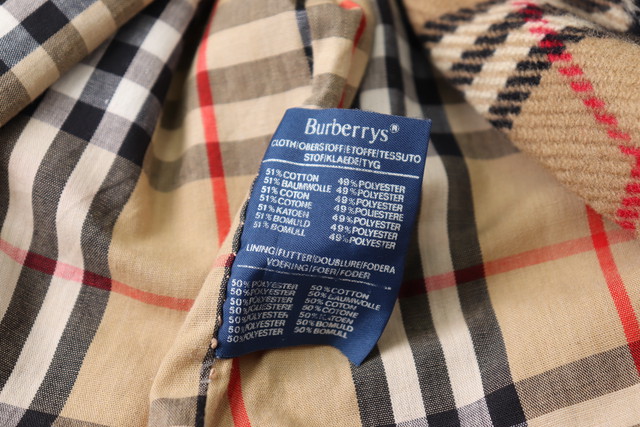 Burberrys®
CLOTH/OBERSTOFF/ETOFFE/TESSUTO
STOF/KLAEDE/TYG
51% COTTON 49% POLYESTER
51% BAUMWOLLE 49% POLYESTER
51% COTON 49% POLYESTER
51% COTONE 49% POLIESTERE
51% KATOEN 49% POLYESTER
51% BOMULD 49% POLYESTER
51% BOMULL 49% POLYESTER
LINING/FUTTER/DOUBLURE/FODERA
VOERING/FOER/FODER
50% POLYESTER 50% COTTON
50% POLYESTER 50% BAUMWOLLE
50% POLYESTER 50% COTON
50% POLIESTERE 50% COTONE
50% POLYESTER 50% KATOEN
50% POLYESTER 50% BOMULD
50% POLYESTER 50% BOMULL